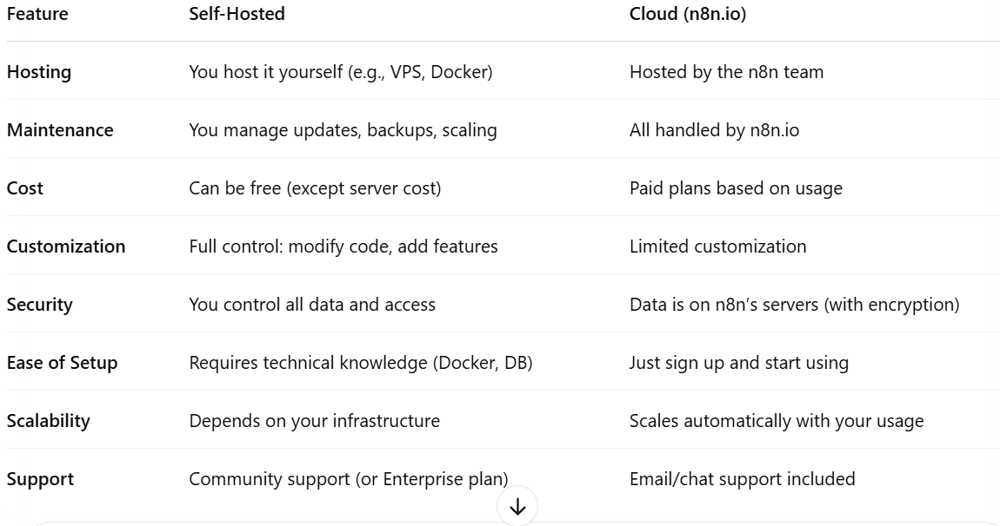 Feature Self-Hosted Cloud (n8n.io)
Hosting You host it yourself (e.g., VPS, Docker) Hosted by the n8n team
Maintenance You manage updates, backups, scaling All handled by n8n.io
Cost Can be free (except server cost) Paid plans based on usage
Customization Full control: modify code, add features Limited customization
Security You control all data and access Data is on n8n’s servers (with encryption)
Ease of Setup Requires technical knowledge (Docker, DB) Just sign up and start using
Scalability Depends on your infrastructure Scales automatically with your usage
Support Community support (or Enterprise plan) Email/chat support included